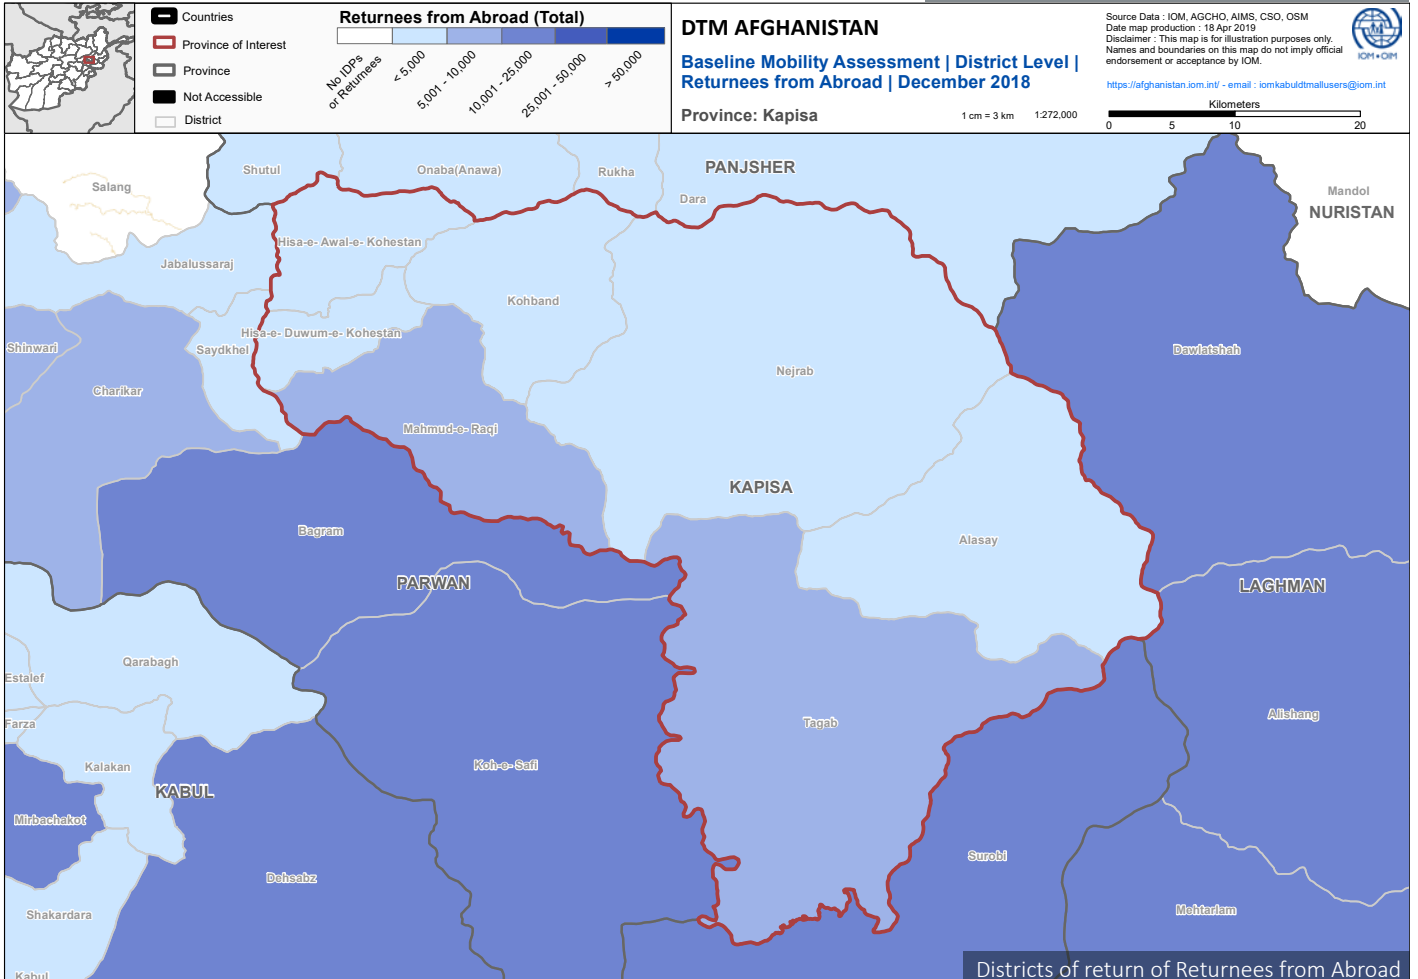 Countries
Province of Interest
Province
Not Accessible
District
Returnees from Abroad (Total)
No IDPs
or Returnees
< 5,000
5,001 - 10,000
10,001 - 25,000
25,001 - 50,000
> 50,000
DTM AFGHANISTAN
Baseline Mobility Assessment | District Level |
Returnees from Abroad | December 2018
Province: Kapisa
1 cm = 3 km
1:272,000
Source Data : IOM, AGCHO, AIMS, CSO, OSM
Date map production : 18 Apr 2019
Disclaimer : This map is for illustration purposes only.
Names and boundaries on this map do not imply official
endorsement or acceptance by IOM.
https://afghanistan.iom.int/ - email : iomkabuldtmallusers@iom.int
IOM • OIM
Kilometers
0 5 10 20
Shutul
Onaba(Anawa)
Rukha
PANJSHER
Salang
Dara
Mandol
NURISTAN
Hisa-e- Awal-e- Kohestan
Jabalussaraj
Kohband
Hisa-e- Duwum-e- Kohestan
Shinwari
Saydkhel
Dawlatshah
Nejrab
Charikar
Mahmud-e- Raqi
KAPISA
Bagram
Alasay
PARWAN
LAGHMAN
Qarabagh
Estalef
Alishang
Farza
Tagab
Kalakan
Koh-e- Safi
KABUL
Mirbachakot
Surobi
Dehsabz
Mehtarlam
Shakardara
Kabul
Districts of return of Returnees from Abroad